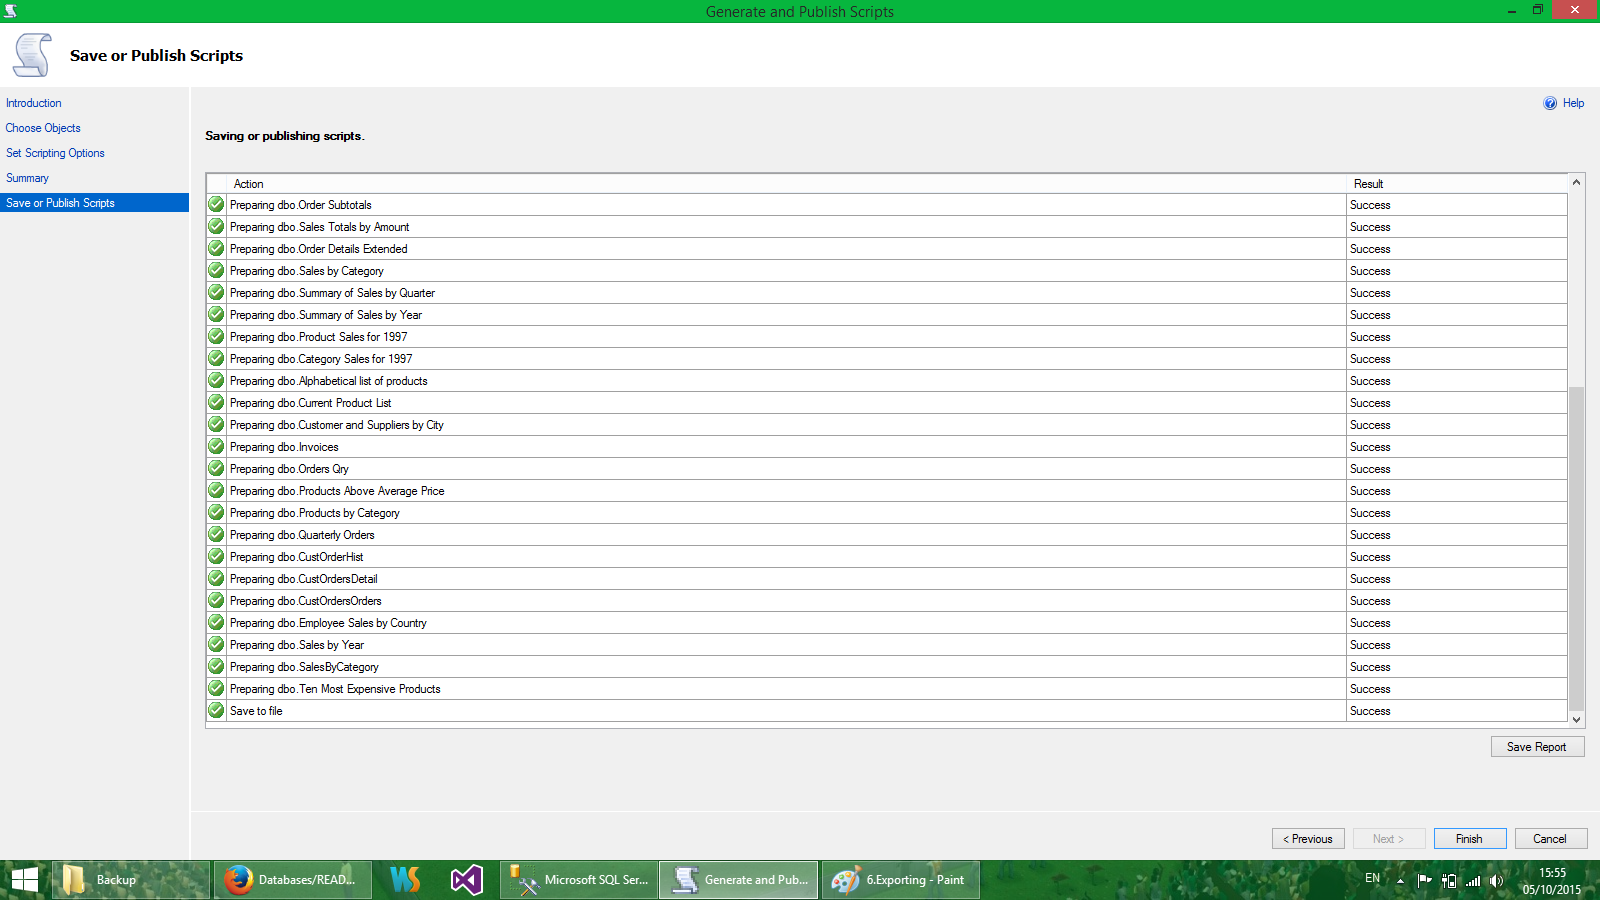 Generate and Publish Scripts
Save or Publish Scripts
Introduction
Choose Objects
Set Scripting Options
Summary
Save or Publish Scripts
Help
Saving or publishing scripts.
Action Result
Preparing dbo.Order Subtotals Success
Preparing dbo.Sales Totals by Amount Success
Preparing dbo.Order Details Extended Success
Preparing dbo.Sales by Category Success
Preparing dbo.Summary of Sales by Quarter Success
Preparing dbo.Summary of Sales by Year Success
Preparing dbo.Product Sales for 1997 Success
Preparing dbo.Category Sales for 1997 Success
Preparing dbo.Alphabetical list of products Success
Preparing dbo.Current Product List Success
Preparing dbo.Customer and Suppliers by City Success
Preparing dbo.Invoices Success
Preparing dbo.Orders Qry Success
Preparing dbo.Products Above Average Price Success
Preparing dbo.Products by Category Success
Preparing dbo.Quarterly Orders Success
Preparing dbo.CustOrderHist Success
Preparing dbo.CustOrdersDetail Success
Preparing dbo.CustOrdersOrders Success
Preparing dbo.Employee Sales by Country Success
Preparing dbo.Sales by Year Success
Preparing dbo.SalesByCategory Success
Preparing dbo.Ten Most Expensive Products Success
Save to file Success
Save Report
< Previous Next > Finish Cancel
Backup Databases/READ... WS Microsoft SQL Ser... Generate and Pub... 6.Exporting - Paint EN 15:55
05/10/2015